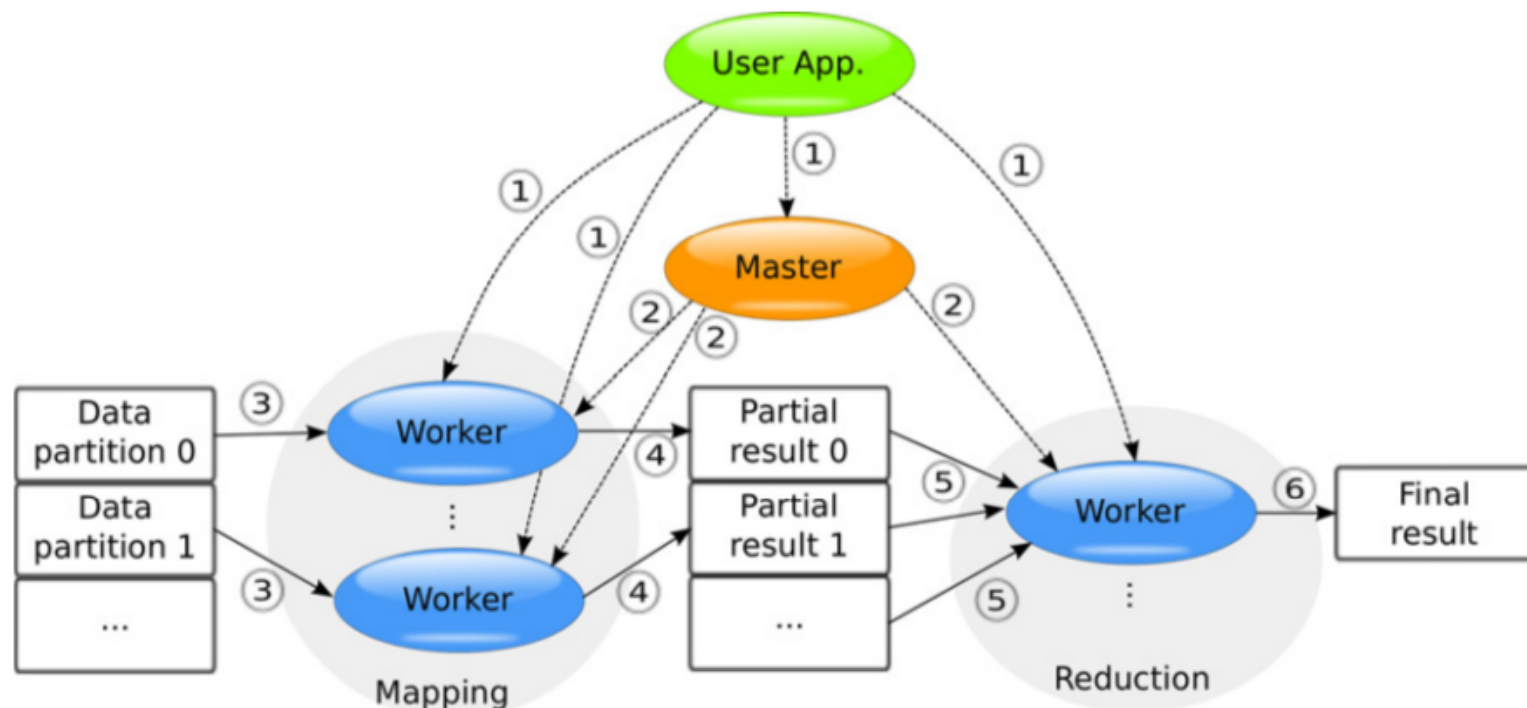 User App.
①
①
①
①
Master
②
②
②
Data
partition 0
③
Worker
④
Partial
result 0
⑤
Data
partition 1
⋮
Partial
result 1
Worker
⑥
Final
result
③
Worker
④
⑤
⋮
...
...
Mapping
Reduction